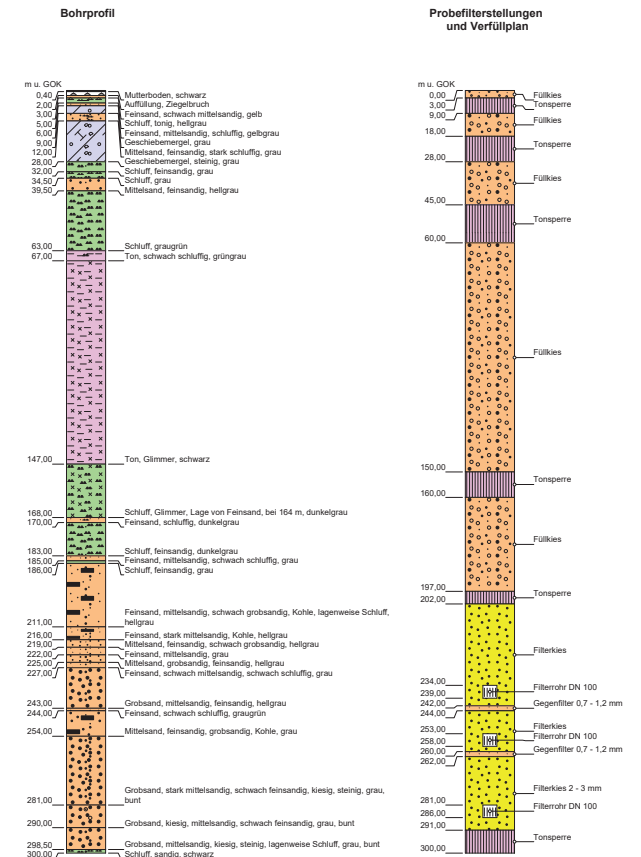 Bohrprofil
m u. GOK
0,40 Mutterboden, schwarz
2,00 Auffüllung, Ziegelbruch
3,00 Feinsand, schwach mittelsandig, gelb
5,00 Schluff, tonig, hellgrau
6,00 Feinsand, mittelsandig, schluffig, gelbgrau
9,00 Geschiebemergel, grau
12,00 Mittelsand, feinsandig, stark schluffig, grau
28,00 Geschiebemergel, steinig, grau
32,00 Schluff, feinsandig, grau
34,50 Schluff, grau
39,50 Mittelsand, feinsandig, hellgrau
63,00 Schluff, graugrün
67,00 Ton, schwach schluffig, grüngrau
147,00 Ton, Glimmer, schwarz
168,00 Schluff, Glimmer, Lage von Feinsand, bei 164 m, dunkelgrau
170,00 Feinsand, schluffig, dunkelgrau
183,00 Schluff, feinsandig, dunkelgrau
185,00 Feinsand, mittelsandig, schwach schluffig, grau
186,00 Schluff, feinsandig, grau
Feinsand, mittelsandig, schwach grobsandig, Kohle, lagenweise Schluff,
211,00 hellgrau
216,00 Feinsand, stark mittelsandig, Kohle, hellgrau
219,00 Mittelsand, feinsandig, schwach grobsandig, hellgrau
222,00 Feinsand, mittelsandig, grau
225,00 Mittelsand, grobsandig, feinsandig, hellgrau
227,00 Feinsand, schwach mittelsandig, schwach schluffig, grau
243,00 Grobsand, mittelsandig, feinsandig, hellgrau
244,00 Feinsand, schwach schluffig, graugrün
254,00 Mittelsand, feinsandig, grobsandig, Kohle, grau
Grobsand, stark mittelsandig, schwach feinsandig, kiesig, steinig, grau,
281,00 bunt
290,00 Grobsand, kiesig, mittelsandig, schwach feinsandig, grau, bunt
298,50 Grobsand, mittelsandig, kiesig, steinig, lagenweise Schluff, grau, bunt
300,00 Schluff, sandig, schwarz
Probefilterstellungen
und Verfüllplan
m u. GOK
0,00 Füllkies
3,00 Tonsperre
9,00 Füllkies
18,00
Tonsperre
28,00
Füllkies
45,00
Tonsperre
60,00
Füllkies
150,00
Tonsperre
160,00
Füllkies
197,00
Tonsperre
202,00
Filterkies
234,00
Filterrohr DN 100
239,00
242,00 Gegenfilter 0,7 - 1,2 mm
244,00
253,00 Filterkies
Filterrohr DN 100
258,00
260,00 Gegenfilter 0,7 - 1,2 mm
262,00
Filterkies 2 - 3 mm
281,00
Filterrohr DN 100
286,00
291,00
Tonsperre
300,00